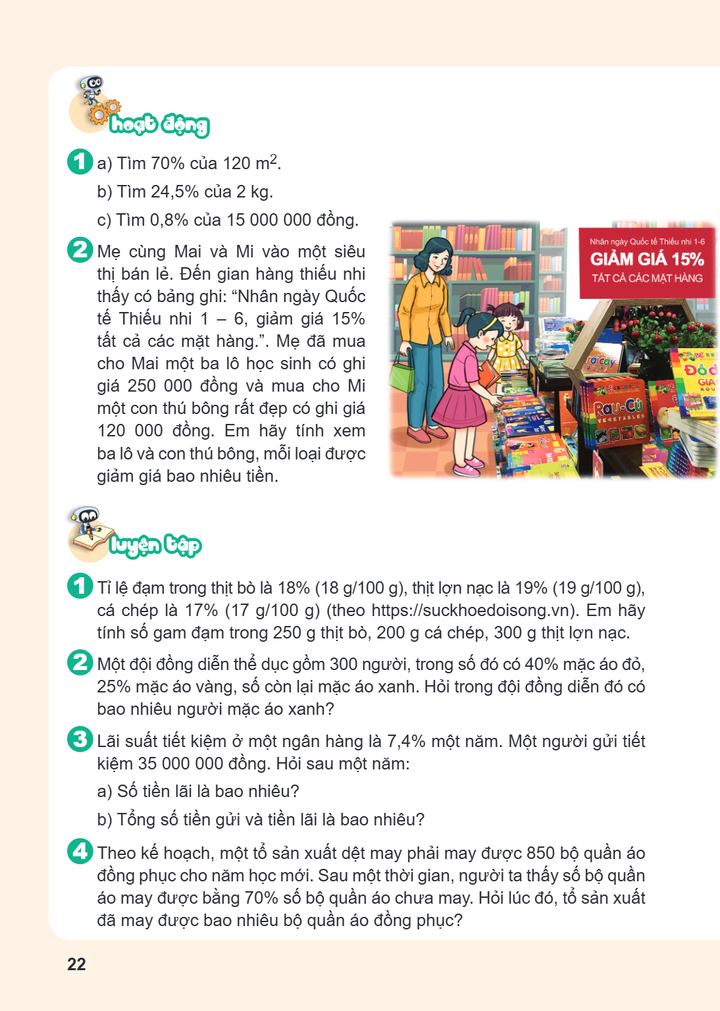 hoạt động
1 a) Tìm 70% của 120 m².
b) Tìm 24,5% của 2 kg.
c) Tìm 0,8% của 15 000 000 đồng.
2 Mẹ cùng Mai và Mi vào một siêu
thị bán lẻ. Đến gian hàng thiếu nhi
thấy có bảng ghi: “Nhân ngày Quốc
tế Thiếu nhi 1 – 6, giảm giá 15%
tất cả các mặt hàng.”. Mẹ đã mua
cho Mai một ba lô học sinh có ghi
giá 250 000 đồng và mua cho Mi
một con thú bông rất đẹp có ghi giá
120 000 đồng. Em hãy tính xem
ba lô và con thú bông, mỗi loại được
giảm giá bao nhiêu tiền.
Nhân ngày Quốc tế Thiếu nhi 1-6
GIẢM GIÁ 15%
TẤT CẢ CÁC MẶT HÀNG
RAU-CỦ
VEGETABLES
luyện tập
1 Tỉ lệ đạm trong thịt bò là 18% (18 g/100 g), thịt lợn nạc là 19% (19 g/100 g),
cá chép là 17% (17 g/100 g) (theo https://suckhoedoisong.vn). Em hãy
tính số gam đạm trong 250 g thịt bò, 200 g cá chép, 300 g thịt lợn nạc.
2 Một đội đồng diễn thể dục gồm 300 người, trong số đó có 40% mặc áo đỏ,
25% mặc áo vàng, số còn lại mặc áo xanh. Hỏi trong đội đồng diễn đó có
bao nhiêu người mặc áo xanh?
3 Lãi suất tiết kiệm ở một ngân hàng là 7,4% một năm. Một người gửi tiết
kiệm 35 000 000 đồng. Hỏi sau một năm:
a) Số tiền lãi là bao nhiêu?
b) Tổng số tiền gửi và tiền lãi là bao nhiêu?
4 Theo kế hoạch, một tổ sản xuất dệt may phải may được 850 bộ quần áo
đồng phục cho năm học mới. Sau một thời gian, người ta thấy số bộ quần
áo may được bằng 70% số bộ quần áo chưa may. Hỏi lúc đó, tổ sản xuất
đã may được bao nhiêu bộ quần áo đồng phục?
22